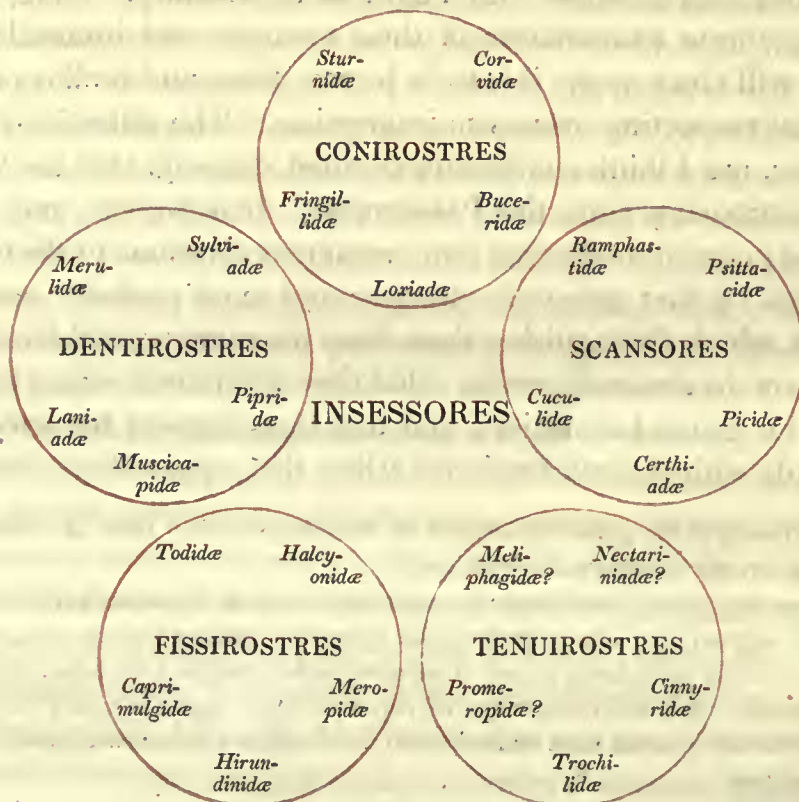 Stur-
nidæ
Cor-
vidæ
CONIROSTRES
Fringil-
lidæ
Buce-
ridæ
Loxiadæ
Meru-
lidæ
Sylvi-
adæ
DENTIROSTRES
Lani-
adæ
Pipri-
dæ
Muscica-
pidæ
INSESSORES
Ramphas-
tidæ
Psitta-
cidæ
SCANSORES
Cucu-
lidæ
Picidæ
Certhi-
adæ
Todidæ
Halcy-
onidæ
FISSIROSTRES
Capri-
mulgidæ
Mero-
pidæ
Hirun-
dinidæ
Meli-
phagidæ?
Nectari-
niadæ?
TENUIROSTRES
Prome-
ropidæ?
Cinny-
ridæ
Trochi-
lidæ